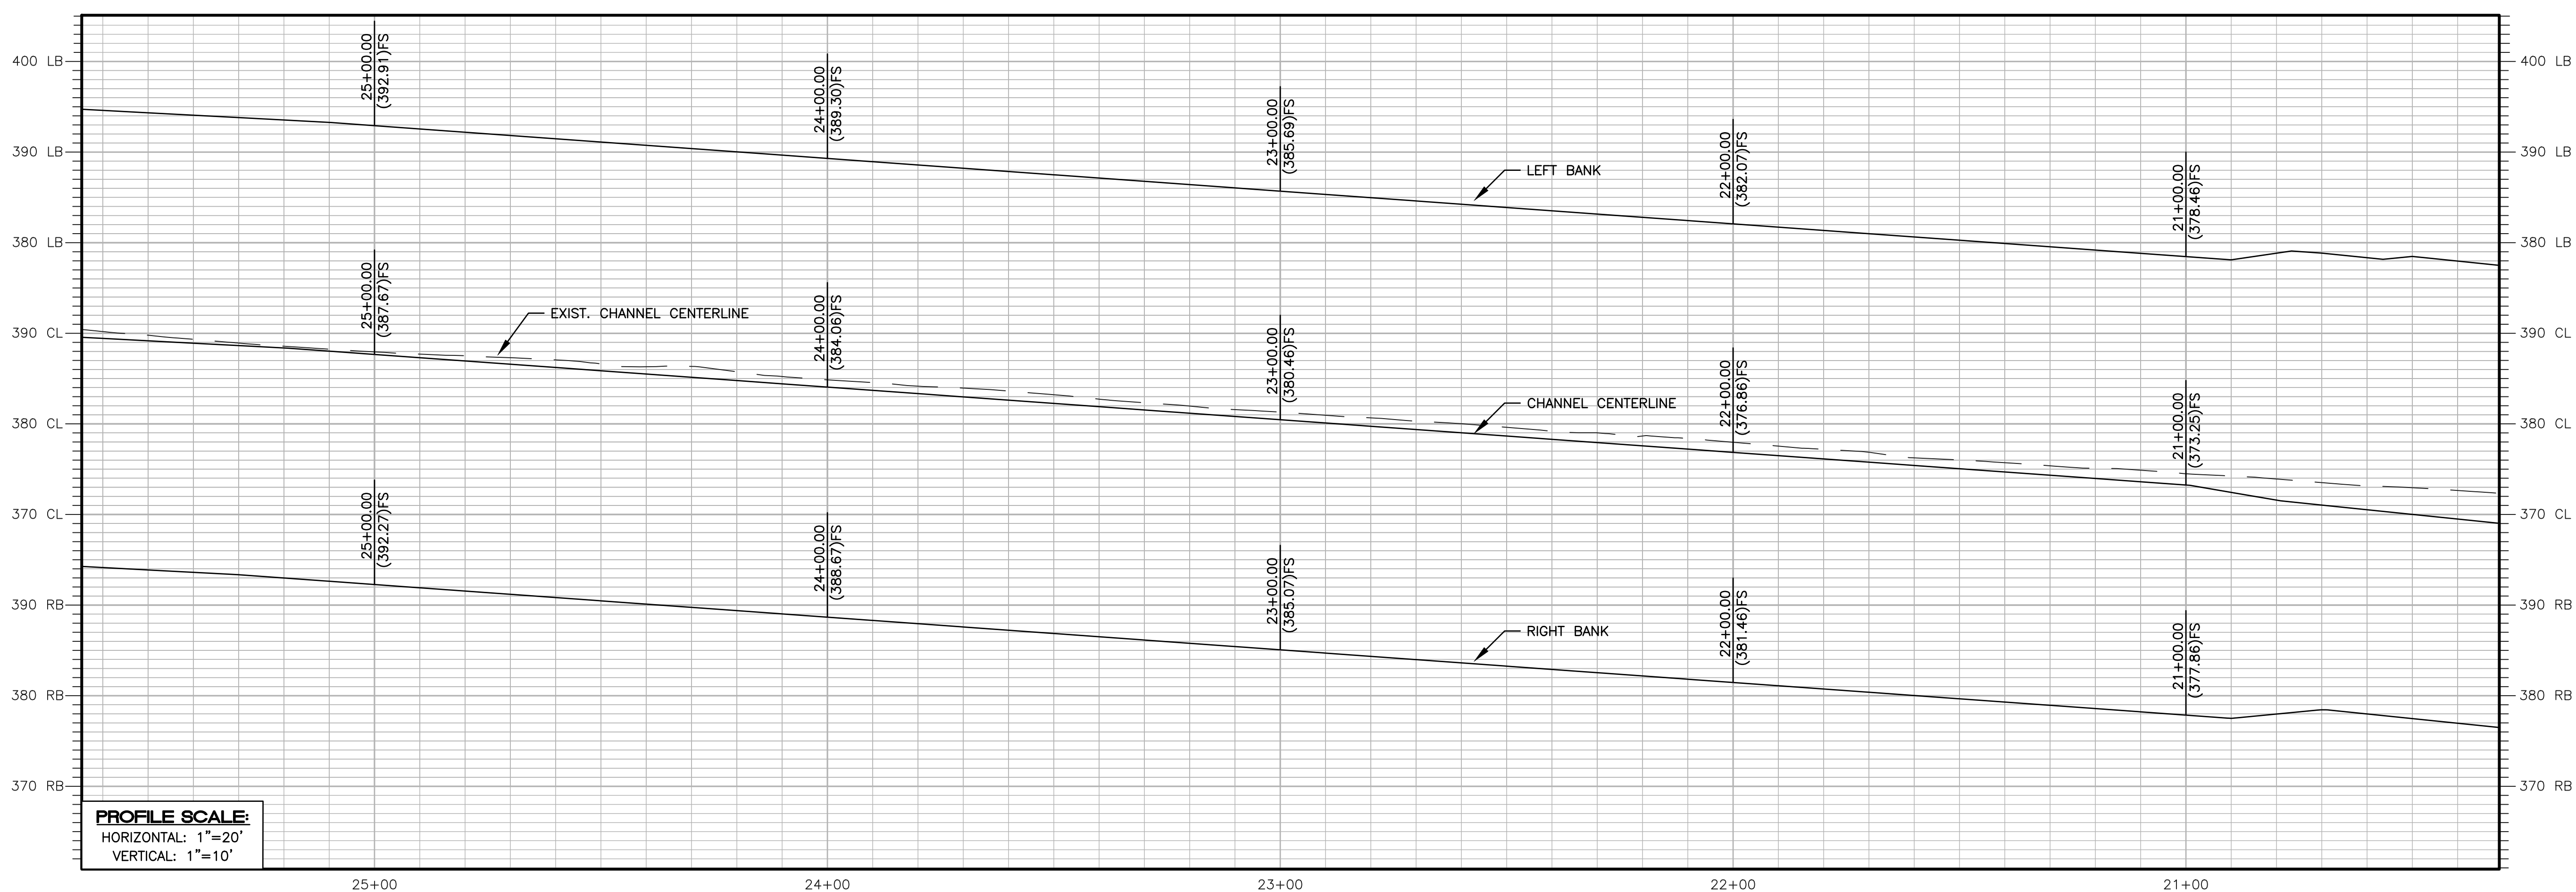 25+00.00
(392.91)FS
24+00.00
(389.30)FS
23+00.00
(385.69)FS
22+00.00
(382.07)FS
21+00.00
(378.46)FS
400 LB
400 LB
390 LB
390 LB
LEFT BANK
380 LB
380 LB
25+00.00
(387.67)FS
24+00.00
(384.06)FS
23+00.00
(380.46)FS
22+00.00
(376.86)FS
21+00.00
(373.25)FS
EXIST. CHANNEL CENTERLINE
390 CL
390 CL
CHANNEL CENTERLINE
380 CL
380 CL
370 CL
370 CL
25+00.00
(392.27)FS
24+00.00
(388.67)FS
23+00.00
(385.07)FS
22+00.00
(381.46)FS
21+00.00
(377.86)FS
390 RB
390 RB
RIGHT BANK
380 RB
380 RB
370 RB
370 RB
PROFILE SCALE:
HORIZONTAL: 1"=20'
VERTICAL: 1"=10'
25+00
24+00
23+00
22+00
21+00